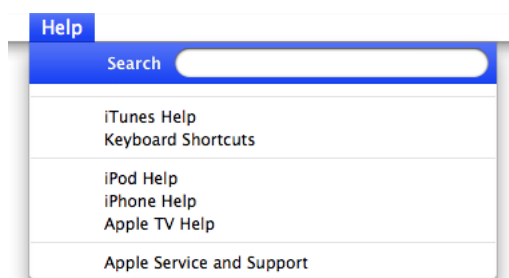 Help
Search
iTunes Help
Keyboard Shortcuts
iPod Help
iPhone Help
Apple TV Help
Apple Service and Support